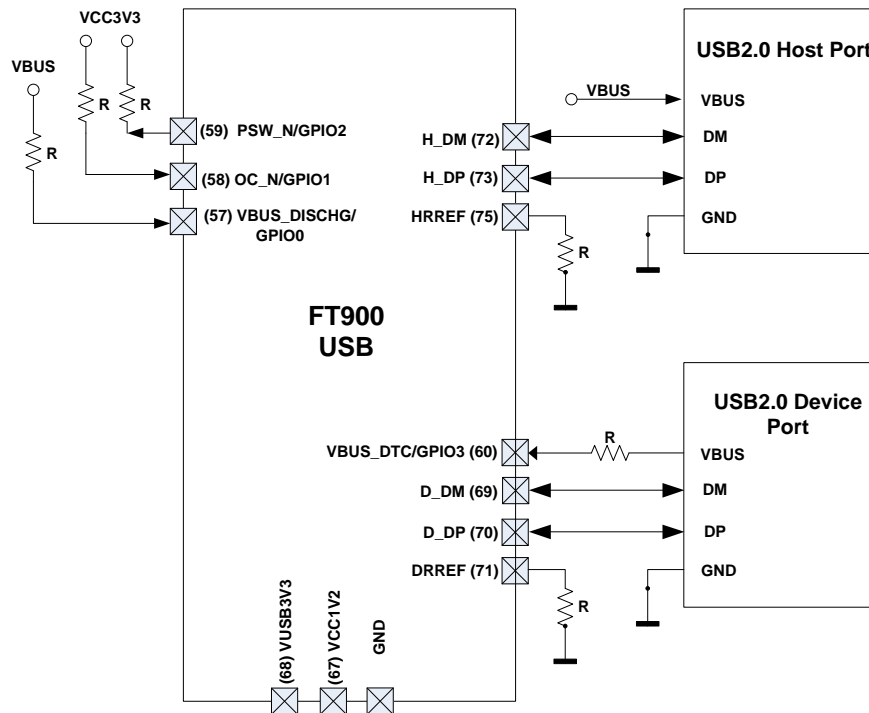 VCC3V3
VBUS
R
R
R
(59) PSW_N/GPIO2
(58) OC_N/GPIO1
(57) VBUS_DISCHG/
GPIO0
H_DM (72)
H_DP (73)
HRREF (75)
R
VBUS
USB2.0 Host Port
VBUS
DM
DP
GND
FT900
USB
VBUS_DTC/GPIO3 (60)
D_DM (69)
D_DP (70)
DRREF (71)
R
R
USB2.0 Device
Port
VBUS
DM
DP
GND
(68) VUSB3V3
(67) VCC1V2
GND